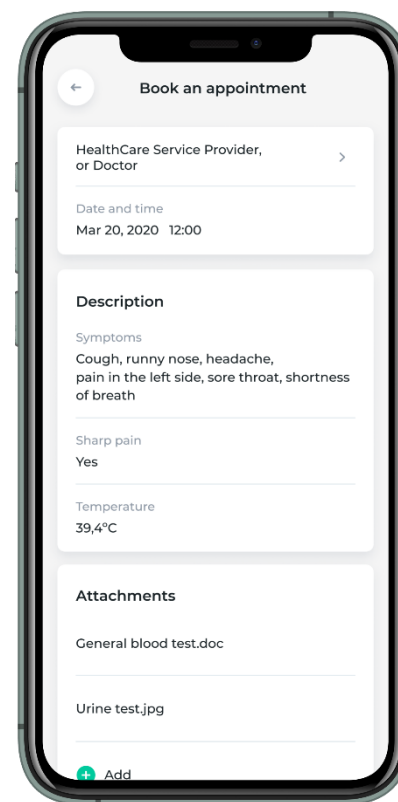 Book an appointment
HealthCare Service Provider,
or Doctor
Date and time
Mar 20, 2020 12:00
Description
Symptoms
Cough, runny nose, headache,
pain in the left side, sore throat, shortness
of breath
Sharp pain
Yes
Temperature
39,4°C
Attachments
General blood test.doc
Urine test.jpg
Add